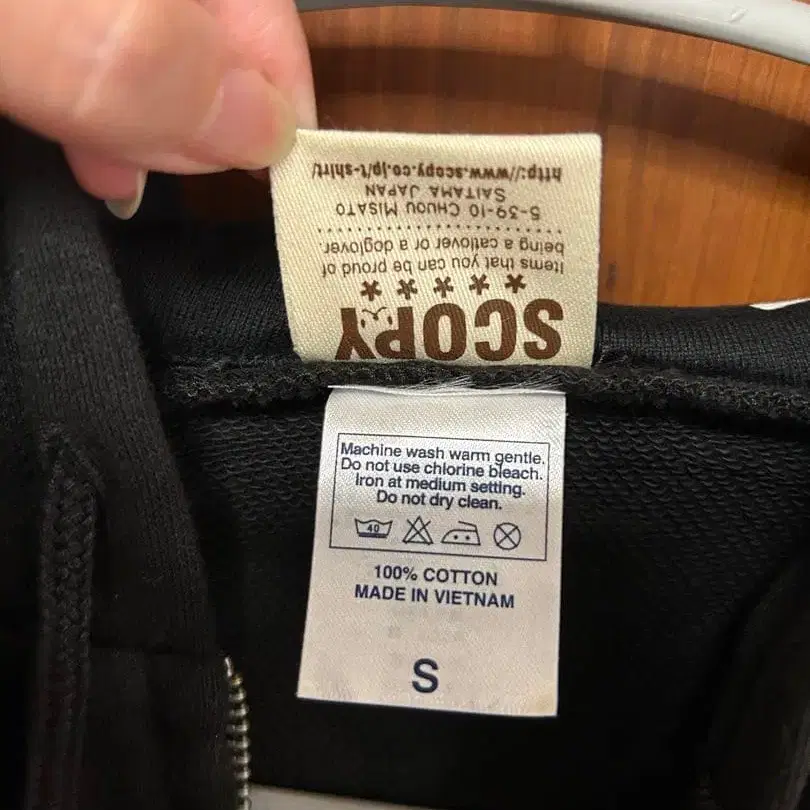 SCOPY
★★★★★
Items that you can be proud of
being a catlover or a doglover.
5-39-10 CHUOU MISATO
SAITAMA JAPAN
http://www.scopy.co.jp/t-shirt/
Machine wash warm gentle.
Do not use chlorine bleach.
Iron at medium setting.
Do not dry clean.
40
100% COTTON
MADE IN VIETNAM
S